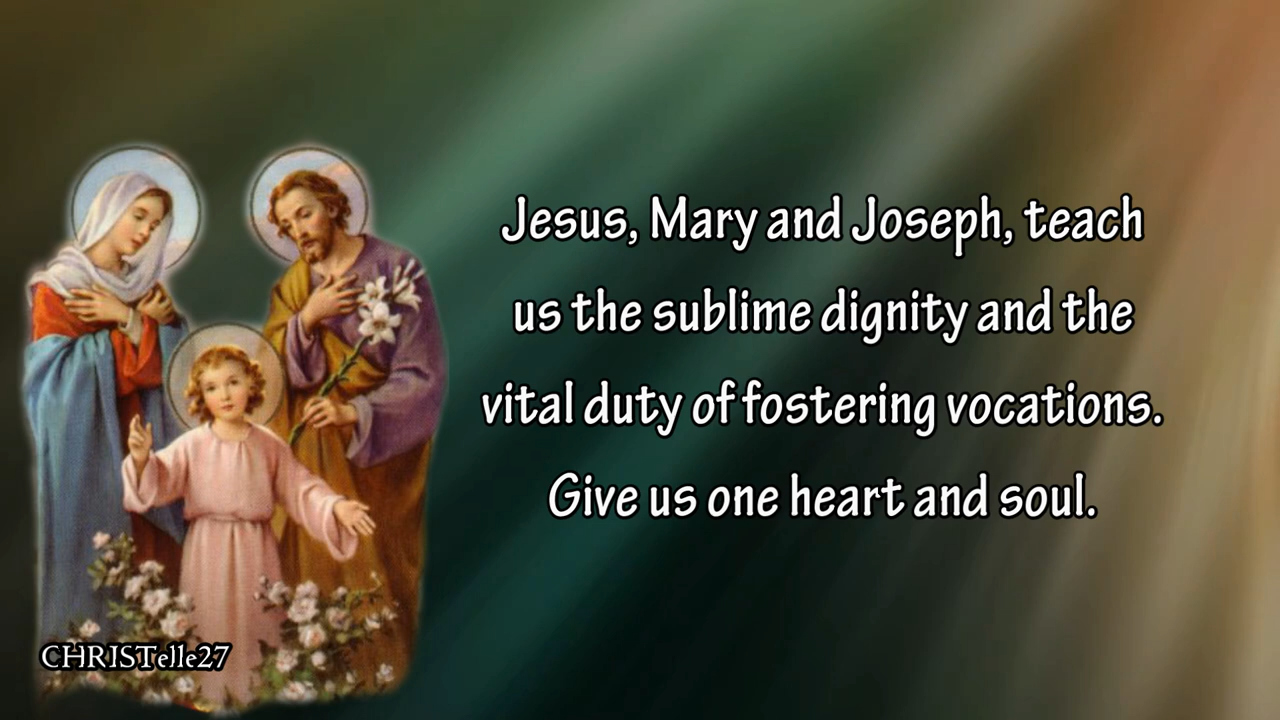 Jesus, Mary and Joseph, teach
us the sublime dignity and the
vital duty of fostering vocations.
Give us one heart and soul.
CHRISTelle27